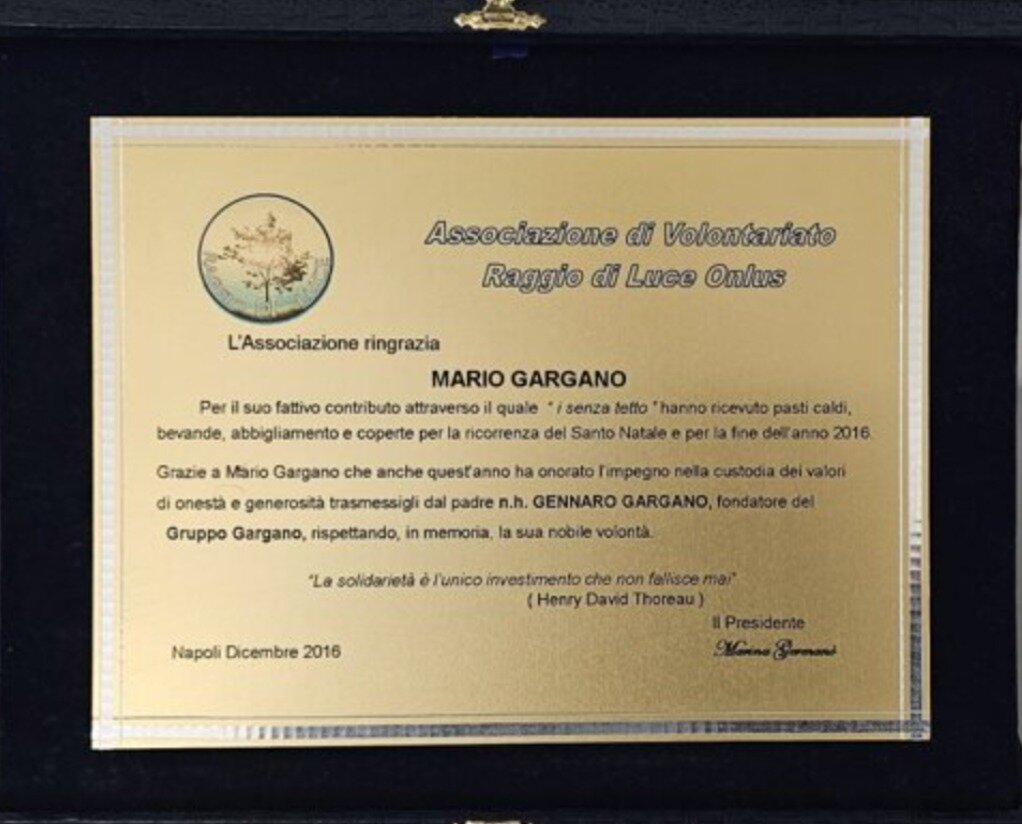 Associazione di Volontariato
Raggio di Luce Onlus
L'Associazione ringrazia
MARIO GARGANO
Per il suo fattivo contributo attraverso il quale " i senza tetto " hanno ricevuto pasti caldi,
bevande, abbigliamento e coperte per la ricorrenza del Santo Natale e per la fine dell'anno 2016.
Grazie a Mario Gargano che anche quest'anno ha onorato l'impegno nella custodia dei valori
di onestà e generosità trasmessigli dal padre n.h. GENNARO GARGANO, fondatore del
Gruppo Gargano, rispettando, in memoria, la sua nobile volontà.
"La solidarietà è l'unico investimento che non fallisce mai"
( Henry David Thoreau )
Il Presidente
Napoli Dicembre 2016 Marina Germanò